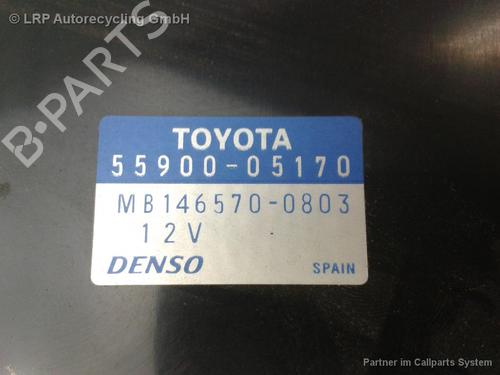 © LRP Autorecycling GmbH
B-PARTS
TOYOTA
55900-05170
MB146570-0803
12V
DENSO SPAIN
Partner im Callparts System